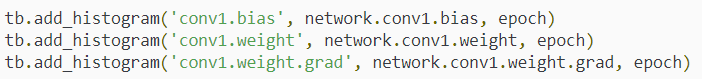 tb.add_histogram('conv1.bias', network.conv1.bias, epoch)
tb.add_histogram('conv1.weight', network.conv1.weight, epoch)
tb.add_histogram('conv1.weight.grad', network.conv1.weight.grad, epoch)